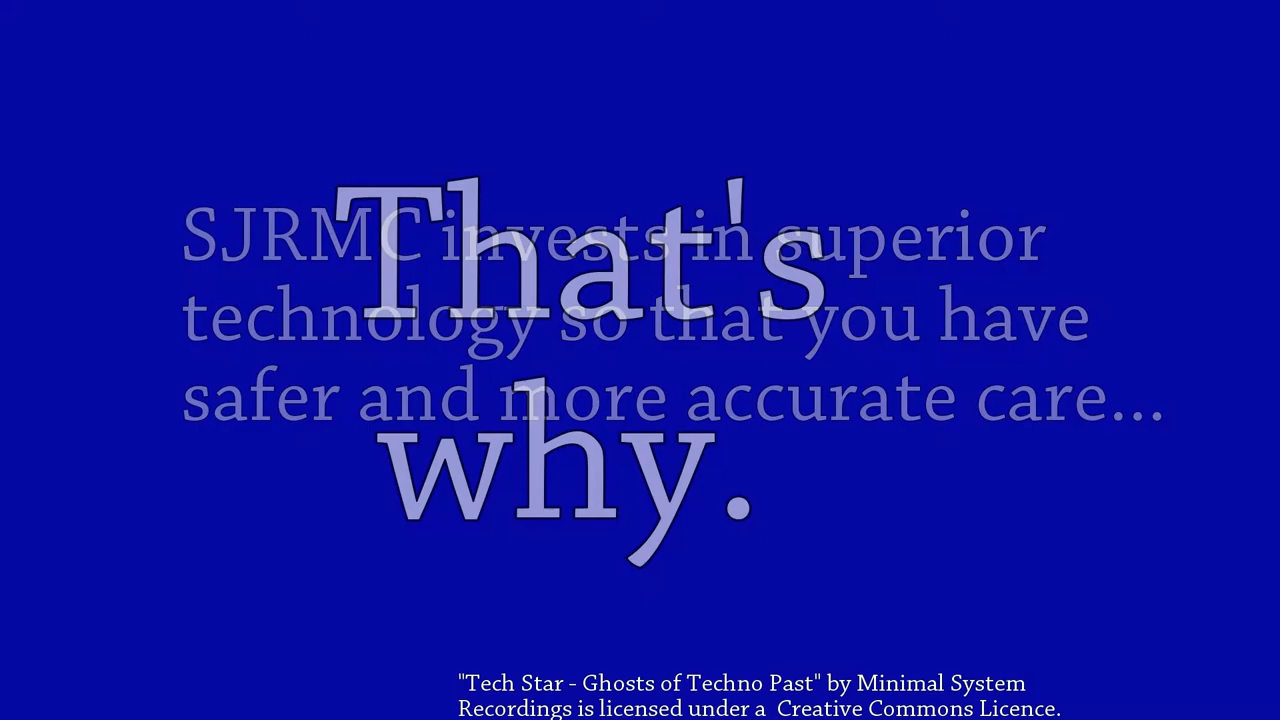 SJRMC invests in superior
technology so that you have
safer and more accurate care...
That's
why.
"Tech Star - Ghosts of Techno Past" by Minimal System
Recordings is licensed under a  Creative Commons Licence.